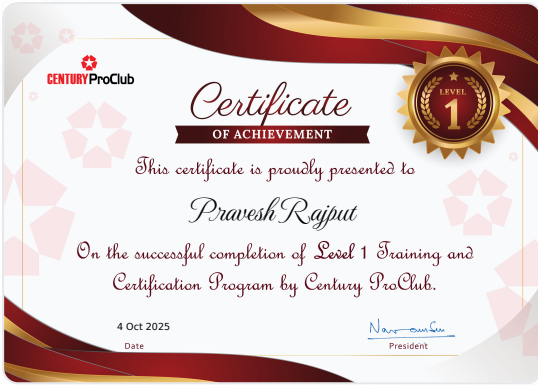 CENTURY ProClub
Certificate
OF ACHIEVEMENT
LEVEL
1
This certificate is proudly presented to
Pravesh Rajput
On the successful completion of Level 1 Training and
Certification Program by Century ProClub.
4 Oct 2025
Date
President